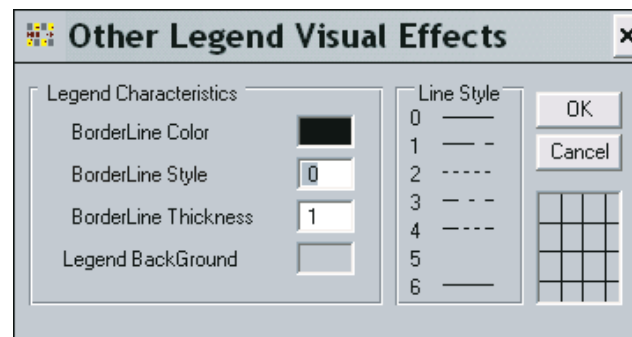 Other Legend Visual Effects
Legend Characteristics
BorderLine Color
BorderLine Style 0
BorderLine Thickness 1
Legend BackGround
Line Style
0
1
2
3
4
5
6
OK
Cancel